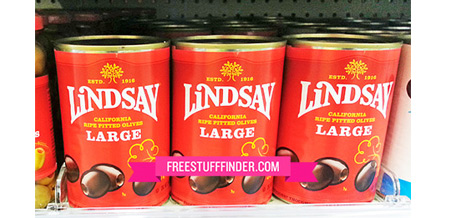 ESTD. 1916
LiNDSAY
CALIFORNIA
RIPE PITTED OLIVES
LARGE
ESTD. 1916
LiNDSAY
CALIFORNIA
RIPE PITTED OLIVES
LARGE
ESTD. 1916
LiNDSAY
CALIFORNIA
RIPE PITTED OLIVES
LARGE
FREESTUFFFINDER.COM